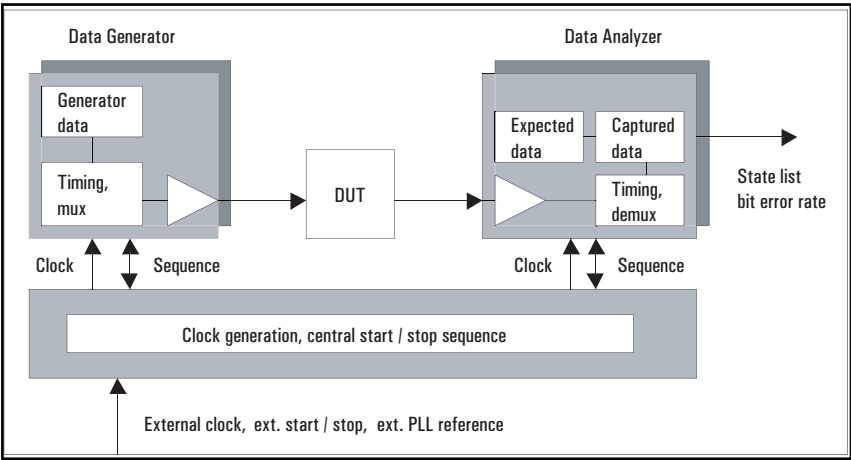 Data Generator
Data Analyzer
Generator
data
Timing,
mux
DUT
Expected
data
Captured
data
Timing,
demux
State list
bit error rate
Clock
Sequence
Clock
Sequence
Clock generation, central start / stop sequence
External clock, ext. start / stop, ext. PLL reference